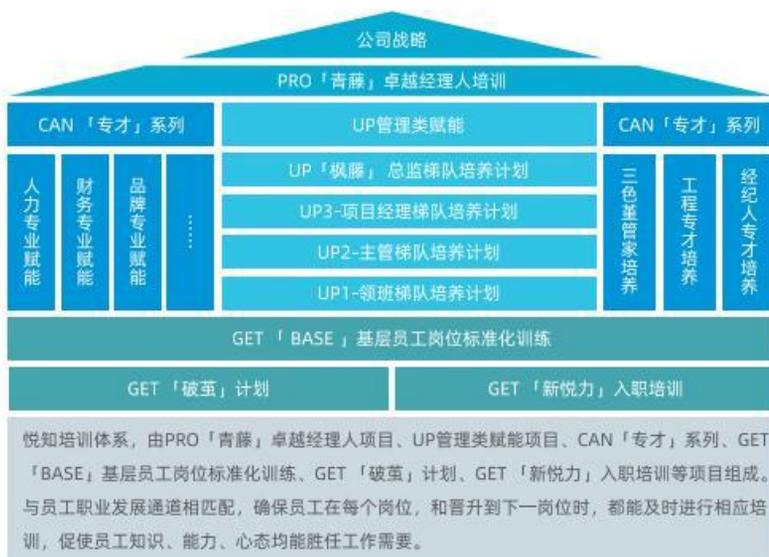 公司战略
PRO「青藤」卓越经理人培训
CAN 「专才」系列
UP管理类赋能
CAN「专才」系列
人力专业赋能
财务专业赋能
品牌专业赋能
……
UP「枫藤」 总监梯队培养计划
UP3-项目经理梯队培养计划
UP2-主管梯队培养计划
UP1-领班梯队培养计划
三色堇管家培养
工程专才培养
经纪人专才培养
GET 「 BASE 」基层员工岗位标准化训练
GET 「破茧」计划
GET 「新悦力」入职培训
悦知培训体系，由PRO「青藤」卓越经理人项目、UP管理类赋能项目、CAN「专才」系列、GET
「BASE」基层员工岗位标准化训练、GET 「破茧」计划、GET 「新悦力」入职培训等项目组成。
与员工职业发展通道相匹配，确保员工在每个岗位，和晋升到下一岗位时，都能及时进行相应培
训，促使员工知识、能力、心态均能胜任工作需要。